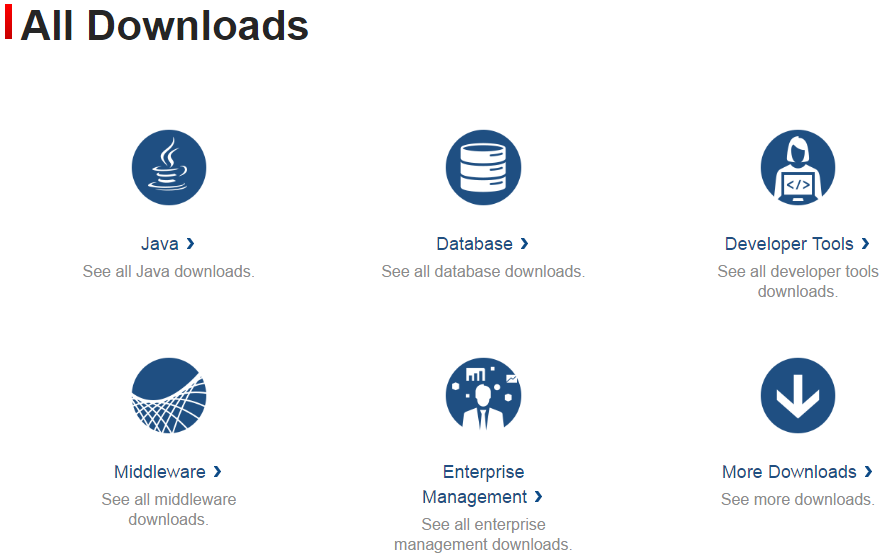 All Downloads
</>
Java ›
See all Java downloads.
Database ›
See all database downloads.
Developer Tools ›
See all developer tools
downloads.
Middleware ›
See all middleware
downloads.
Enterprise
Management ›
See all enterprise
management downloads.
More Downloads ›
See more downloads.